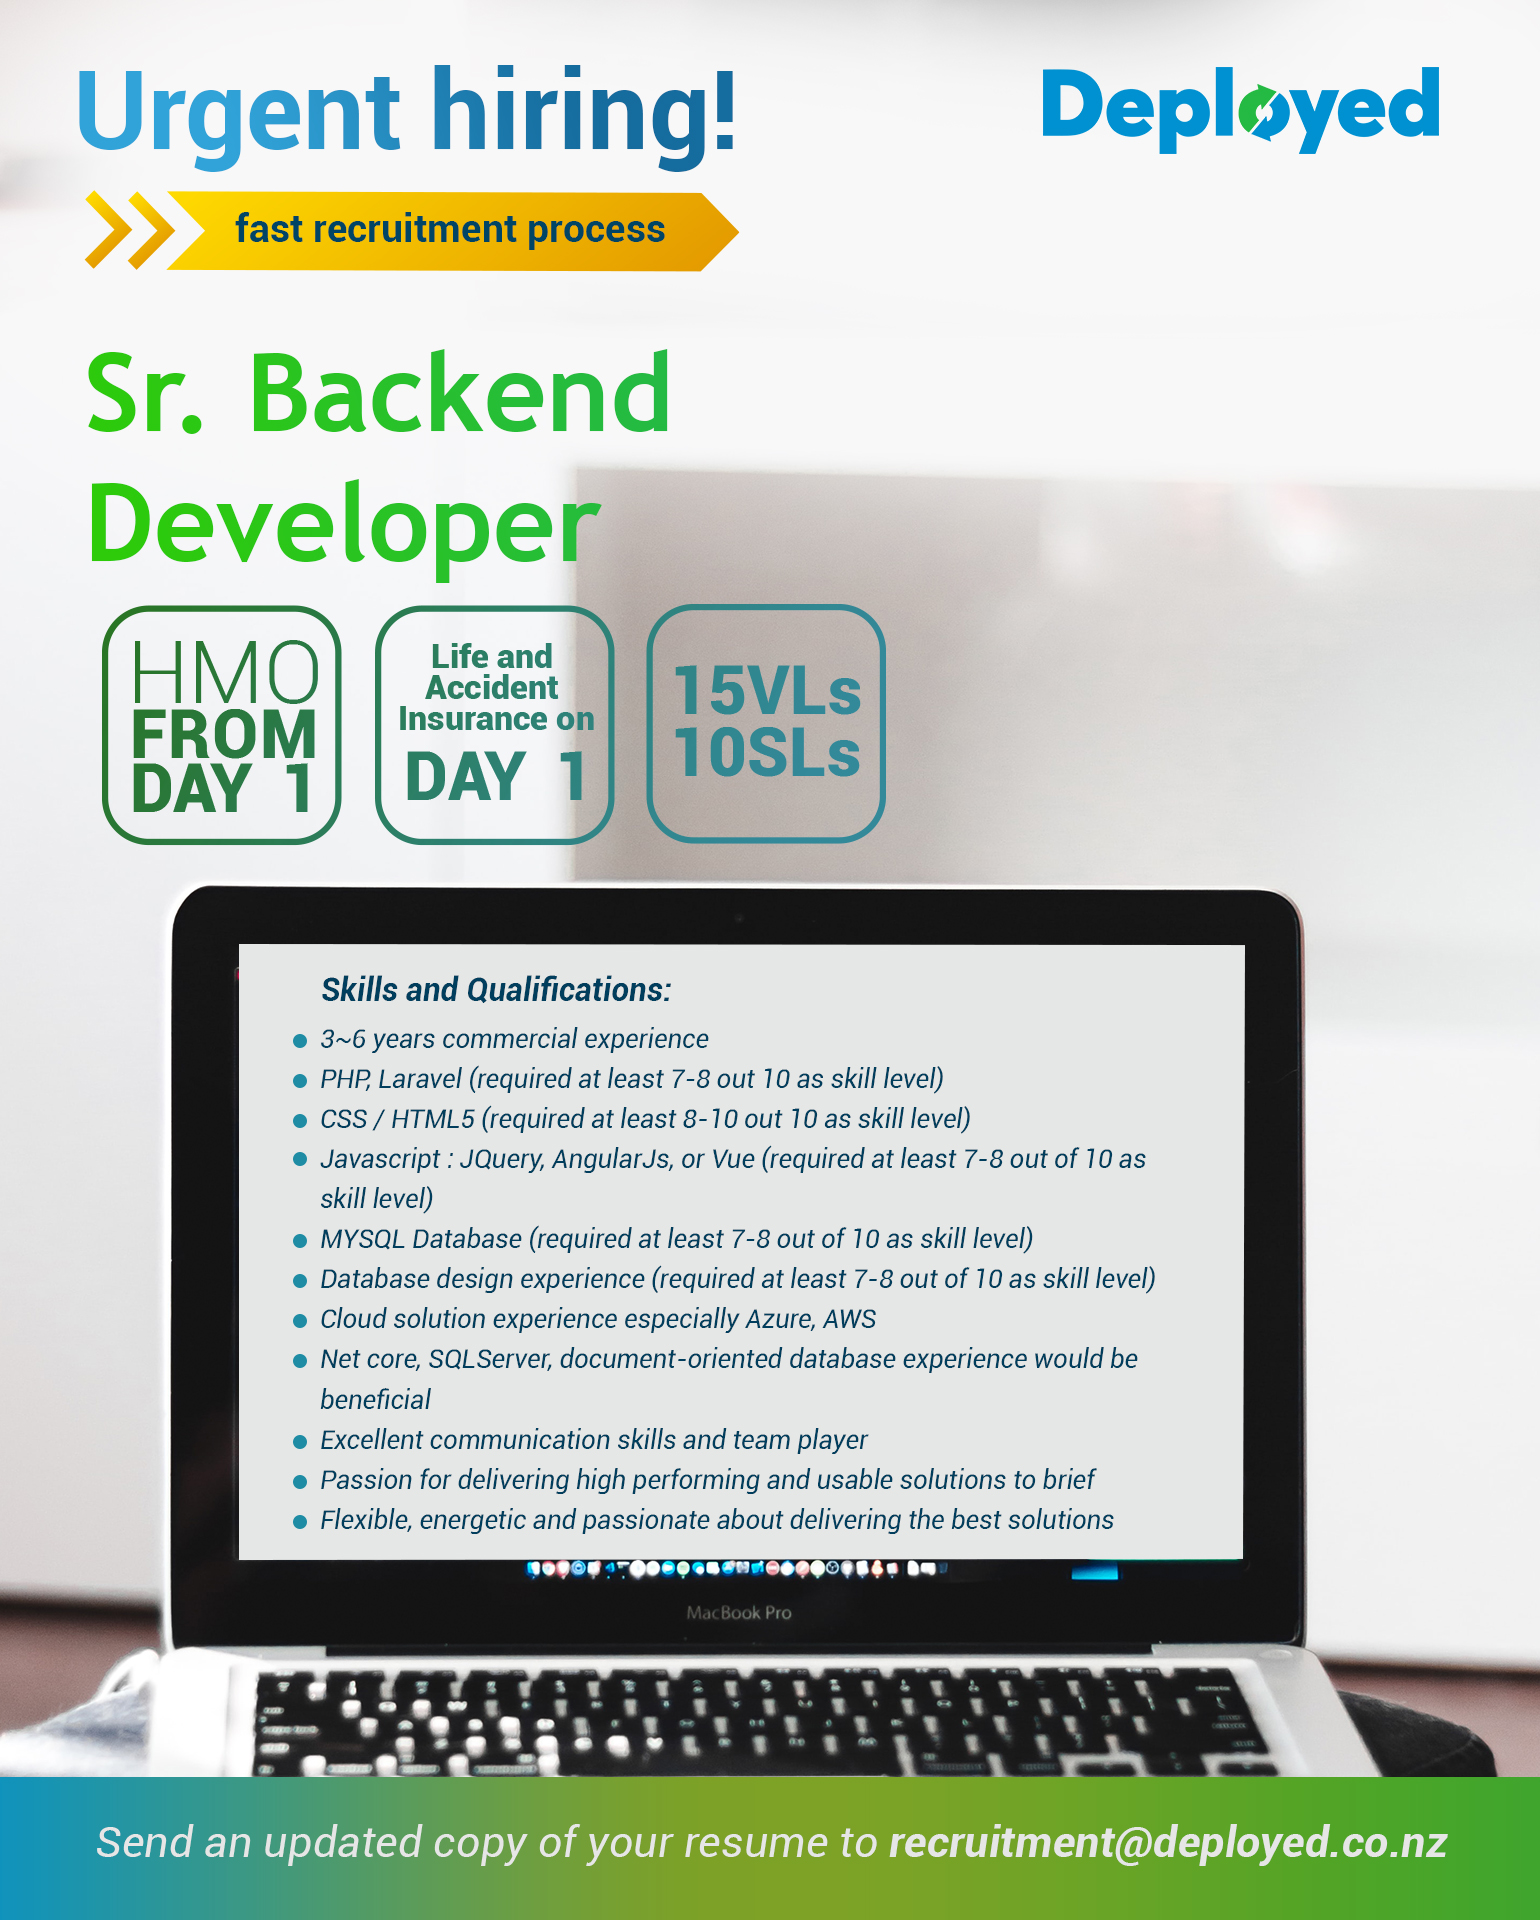 Urgent hiring!
Deployed
fast recruitment process
Sr. Backend
Developer
HMO
FROM
DAY 1
Life and
Accident
Insurance on
DAY 1
15VLs
10SLs
Skills and Qualifications:
3~6 years commercial experience
PHP, Laravel (required at least 7-8 out 10 as skill level)
CSS / HTML5 (required at least 8-10 out 10 as skill level)
Javascript : JQuery, AngularJs, or Vue (required at least 7-8 out of 10 as
skill level)
MYSQL Database (required at least 7-8 out of 10 as skill level)
Database design experience (required at least 7-8 out of 10 as skill level)
Cloud solution experience especially Azure, AWS
Net core, SQLServer, document-oriented database experience would be
beneficial
Excellent communication skills and team player
Passion for delivering high performing and usable solutions to brief
Flexible, energetic and passionate about delivering the best solutions
MacBook Pro
Send an updated copy of your resume to recruitment@deployed.co.nz